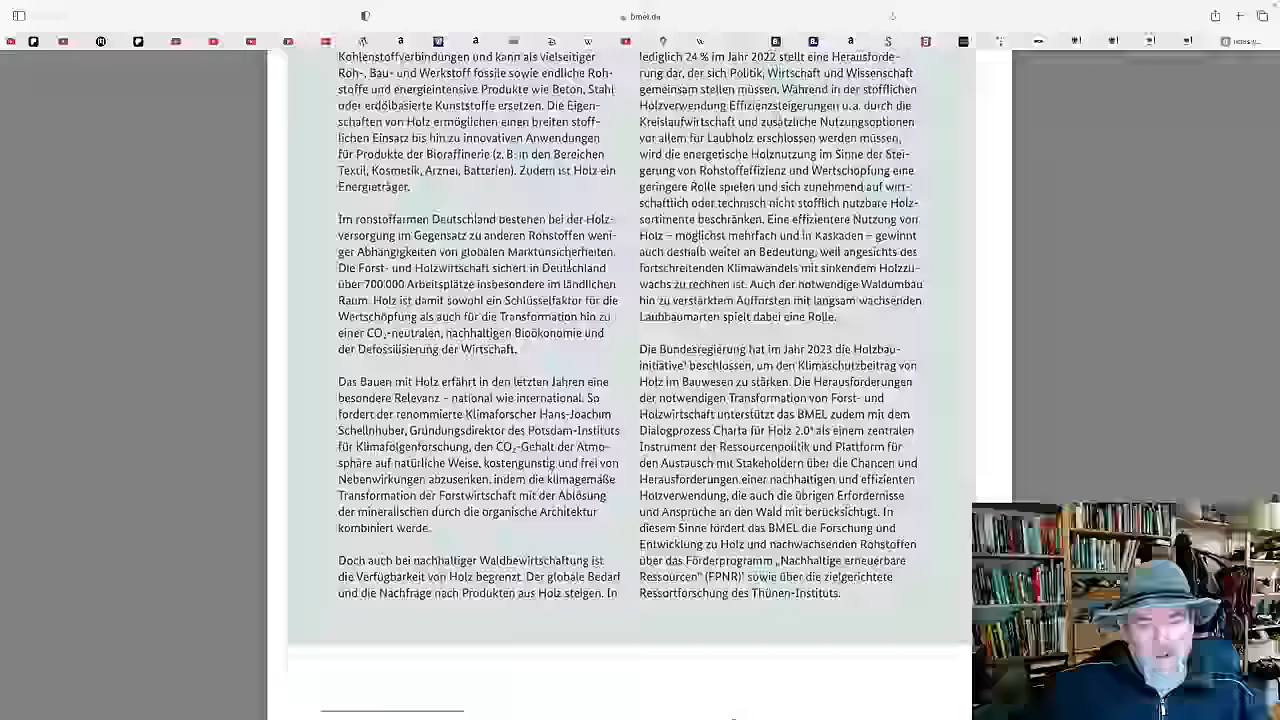 bmel.de
Kohlenstoffverbindungen und kann als vielseitiger
Roh-, Bau- und Werkstoff fossile sowie endliche Roh-
stoffe und energieintensive Produkte wie Beton, Stahl
oder erdölbasierte Kunststoffe ersetzen. Die Eigen-
schaften von Holz ermöglichen einen breiten stoff-
lichen Einsatz bis hin zu innovativen Anwendungen
für Produkte der Bioraffinerie (z. B. in den Bereichen
Textil, Kosmetik, Arznei, Batterien). Zudem ist Holz ein
Energieträger.
Im rohstoffarmen Deutschland bestehen bei der Holz-
versorgung im Gegensatz zu anderen Rohstoffen weni-
ger Abhängigkeiten von globalen Marktunsicherheiten.
Die Forst- und Holzwirtschaft sichert in Deutschland
über 700 000 Arbeitsplätze insbesondere im ländlichen
Raum. Holz ist damit sowohl ein Schlüsselfaktor für die
Wertschöpfung als auch für die Transformation hin zu
einer CO₂-neutralen, nachhaltigen Bioökonomie und
der Defossilisierung der Wirtschaft.
Das Bauen mit Holz erfährt in den letzten Jahren eine
besondere Relevanz – national wie international. So
fordert der renommierte Klimaforscher Hans-Joachim
Schellnhuber, Gründungsdirektor des Potsdam-Instituts
für Klimafolgenforschung, den CO₂-Gehalt der Atmo-
sphäre auf natürliche Weise, kostengünstig und frei von
Nebenwirkungen abzusenken, indem die klimagemäße
Transformation der Forstwirtschaft mit der Ablösung
der mineralischen durch die organische Architektur
kombiniert werde.
Doch auch bei nachhaltiger Waldbewirtschaftung ist
die Verfügbarkeit von Holz begrenzt. Der globale Bedarf
und die Nachfrage nach Produkten aus Holz steigen. In
lediglich 24 % im Jahr 2022 stellt eine Herausforde-
rung dar, der sich Politik, Wirtschaft und Wissenschaft
gemeinsam stellen müssen. Während in der stofflichen
Holzverwendung Effizienzsteigerungen u.a. durch die
Kreislaufwirtschaft und zusätzliche Nutzungsoptionen
vor allem für Laubholz erschlossen werden müssen,
wird die energetische Holznutzung im Sinne der Stei-
gerung von Rohstoffeffizienz und Wertschöpfung eine
geringere Rolle spielen und sich zunehmend auf wirt-
schaftlich oder technisch nicht stofflich nutzbare Holz-
sortimente beschränken. Eine effizientere Nutzung von
Holz – möglichst mehrfach und in Kaskaden – gewinnt
auch deshalb weiter an Bedeutung, weil angesichts des
fortschreitenden Klimawandels mit sinkendem Holzzu-
wachs zu rechnen ist. Auch der notwendige Waldumbau
hin zu verstärktem Aufforsten mit langsam wachsenden
Laubbaumarten spielt dabei eine Rolle.
Die Bundesregierung hat im Jahr 2023 die Holzbau-
initiative beschlossen, um den Klimaschutzbeitrag von
Holz im Bauwesen zu stärken. Die Herausforderungen
der notwendigen Transformation von Forst- und
Holzwirtschaft unterstützt das BMEL zudem mit dem
Dialogprozess Charta für Holz 2.0 als einem zentralen
Instrument der Ressourcenpolitik und Plattform für
den Austausch mit Stakeholdern über die Chancen und
Herausforderungen einer nachhaltigen und effizienten
Holzverwendung, die auch die übrigen Erfordernisse
und Ansprüche an den Wald mit berücksichtigt. In
diesem Sinne fördert das BMEL die Forschung und
Entwicklung zu Holz und nachwachsenden Rohstoffen
über das Förderprogramm „Nachhaltige erneuerbare
Ressourcen" (FPNR) sowie über die zielgerichtete
Ressortforschung des Thünen-Instituts.